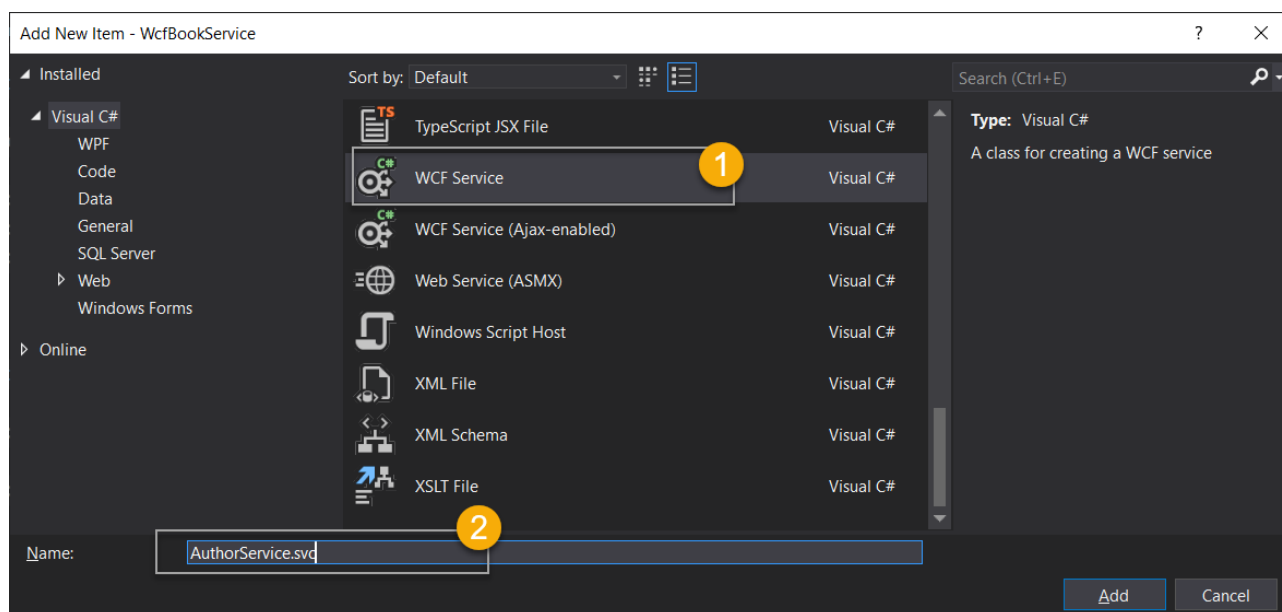 Add New Item - WcfBookService ?
Installed
Sort by: Default
Search (Ctrl+E)
Visual C#
WPF
Code
Data
General
SQL Server
Web
Windows Forms
Online
TS TypeScript JSX File Visual C#
C# WCF Service 1 Visual C#
C# WCF Service (Ajax-enabled) Visual C#
Web Service (ASMX) Visual C#
Windows Script Host Visual C#
XML File Visual C#
XML Schema Visual C#
XSLT File Visual C#
Type: Visual C#
A class for creating a WCF service
2
Name: AuthorService.svc
Add Cancel